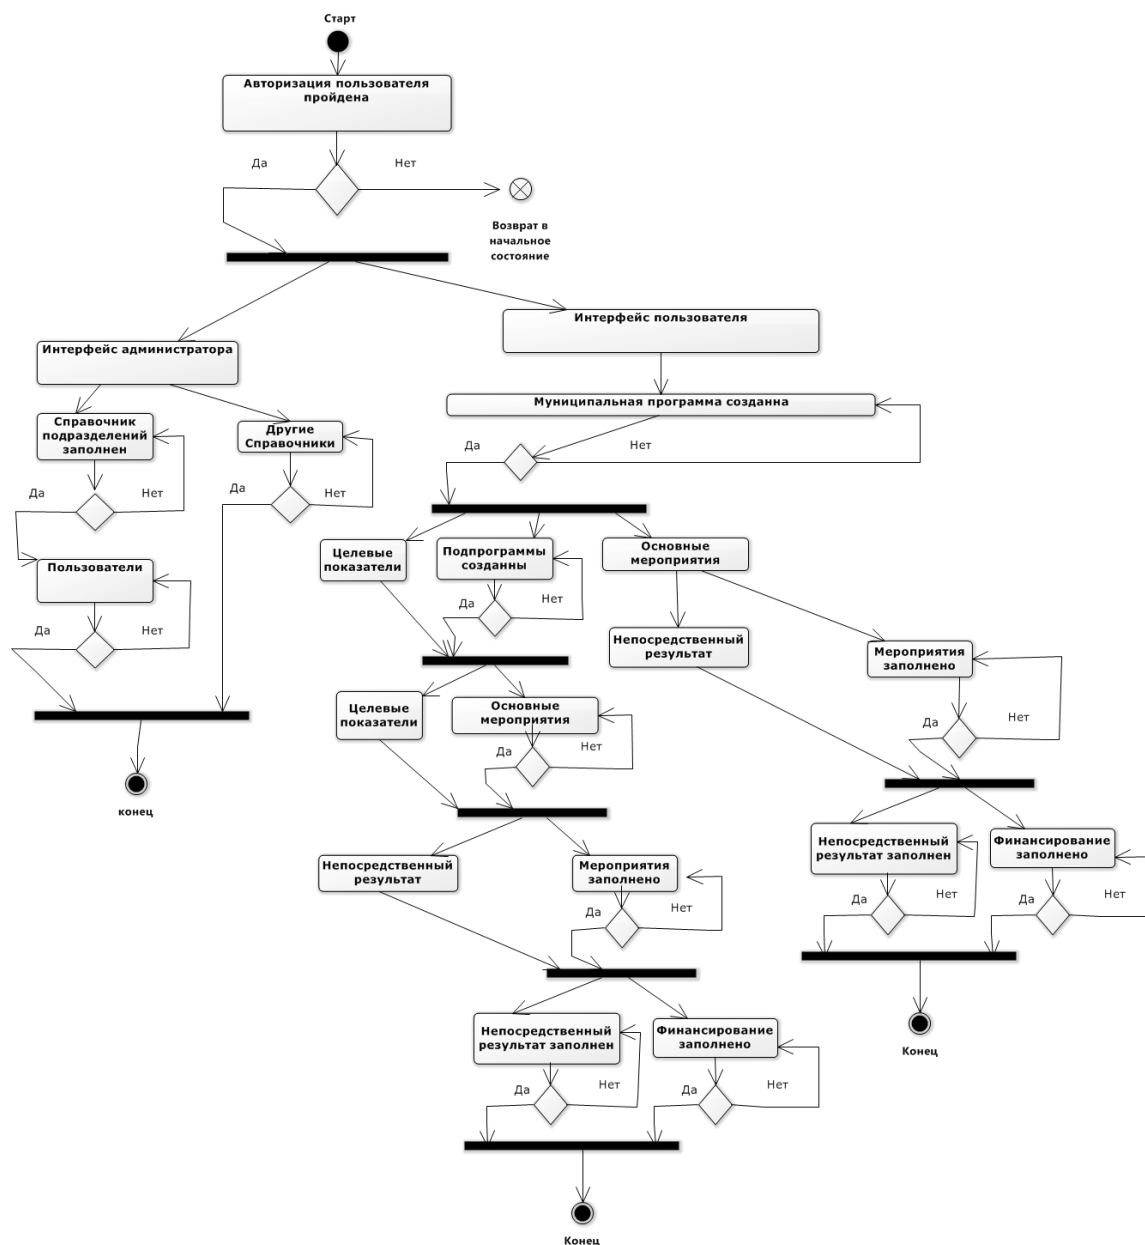 Старт
Авторизация пользователя
пройдена
Да
Нет
Возврат в
начальное
состояние
Интерфейс пользователя
Интерфейс администратора
Муниципальная программа созданна
Справочник
подразделений
заполнен
Другие
Справочники
Да
Нет
Да
Нет
Да
Нет
Целевые
показатели
Подпрограммы
созданны
Основные
мероприятия
Пользователи
Да
Нет
Да
Нет
Непосредственный
результат
Мероприятия
заполнено
Целевые
показатели
Основные
мероприятия
Да
Нет
Да
Нет
конец
Непосредственный
результат
Мероприятия
заполнено
Непосредственный
результат заполнен
Финансирование
заполнено
Да
Нет
Да
Нет
Да
Нет
Непосредственный
результат заполнен
Финансирование
заполнено
Конец
Да
Нет
Да
Нет
Конец